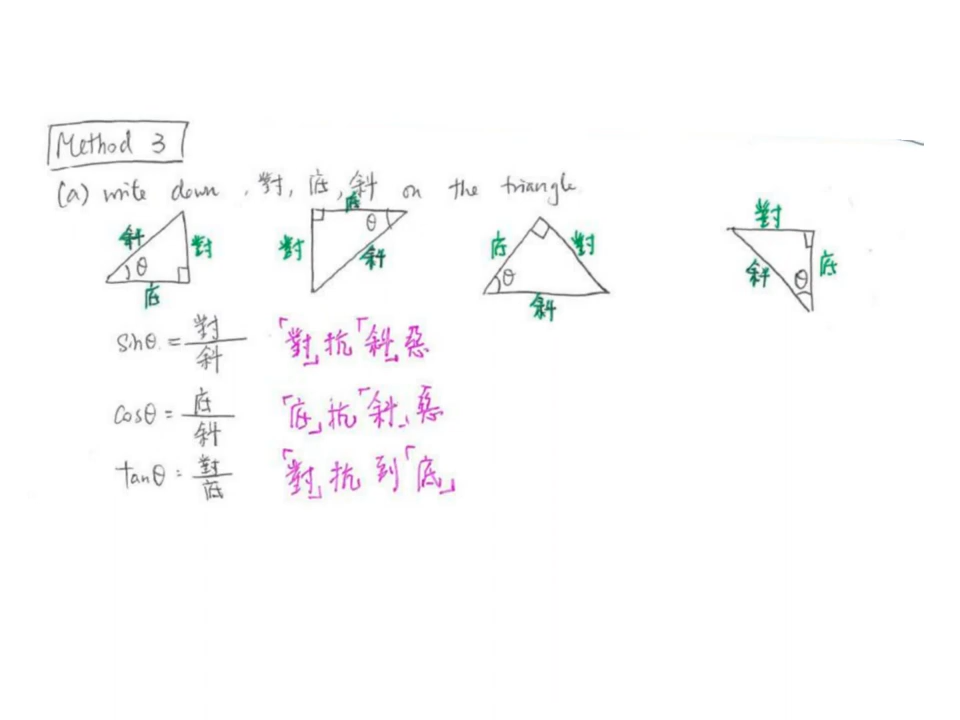 Method 3
(a) write down, 對, 底, 斜 on the triangle
斜 θ 對 底
底 θ 對 斜
底 對 θ 斜
對 斜 θ 底
sinθ = 對/斜 「對」抗「斜」惡
cosθ = 底/斜 「底」抗「斜」惡
tanθ = 對/底 「對」抗到「底」